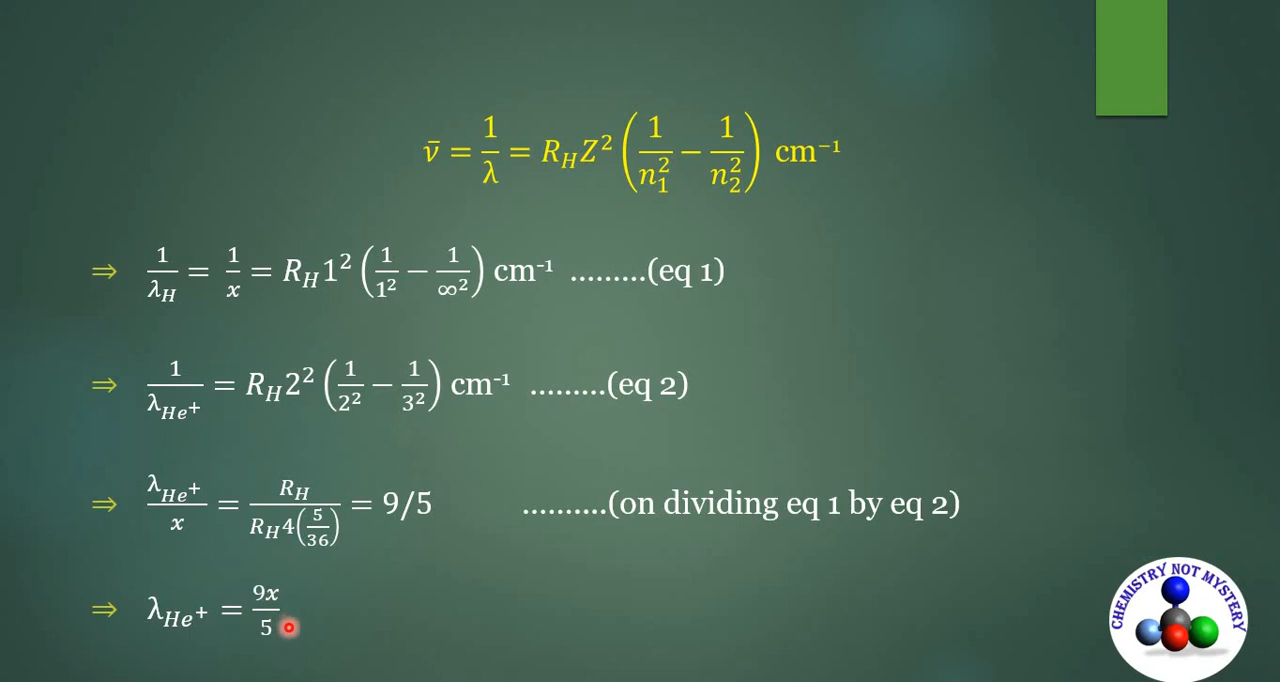 ν̄ = 1/λ = R_H Z² (1/n₁² − 1/n₂²) cm⁻¹
⇒ 1/λ_H = 1/x = R_H 1² (1/1² − 1/∞²) cm⁻¹ .........(eq 1)
⇒ 1/λ_He⁺ = R_H 2² (1/2² − 1/3²) cm⁻¹ .........(eq 2)
⇒ λ_He⁺/x = R_H/(R_H 4(5/36)) = 9/5 ..........(on dividing eq 1 by eq 2)
⇒ λ_He⁺ = 9x/5
CHEMISTRY NOT MYSTERY